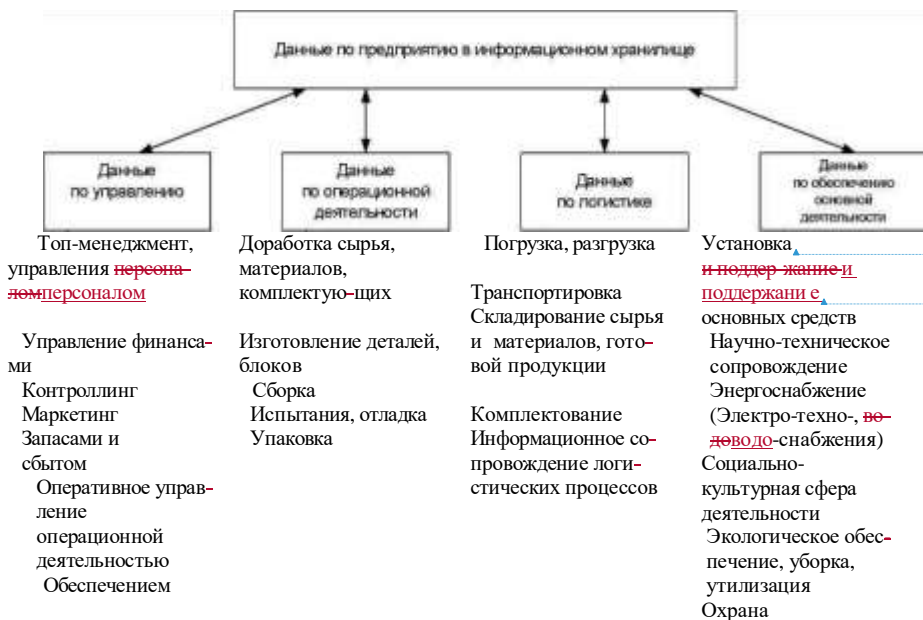 Данные по предприятию в информационном хранилище
Данные
по управлению
Данные
по операционной
деятельности
Данные
по логистике
Данные
по обеспечению
основной
деятельности
Топ-менеджмент,
управления персона-
ломперсоналом
Управление финанса-
ми
Контроллинг
Маркетинг
Запасами и
сбытом
Оперативное управ-
ление
операционной
деятельностью
Обеспечением
Доработка сырья,
материалов,
комплектую-щих
Изготовление деталей,
блоков
Сборка
Испытания, отладка
Упаковка
Погрузка, разгрузка
Транспортировка
Складирование сырья
и материалов, гото-
вой продукции
Комплектование
Информационное со-
провождение логи-
стических процессов
Установка
и поддер-жание и
поддержани е
основных средств
Научно-техническое
сопровождение
Энергоснабжение
(Электро-техно-, во-
доводо-снабжения)
Социально-
культурная сфера
деятельности
Экологическое обес-
печение, уборка,
утилизация
Охрана